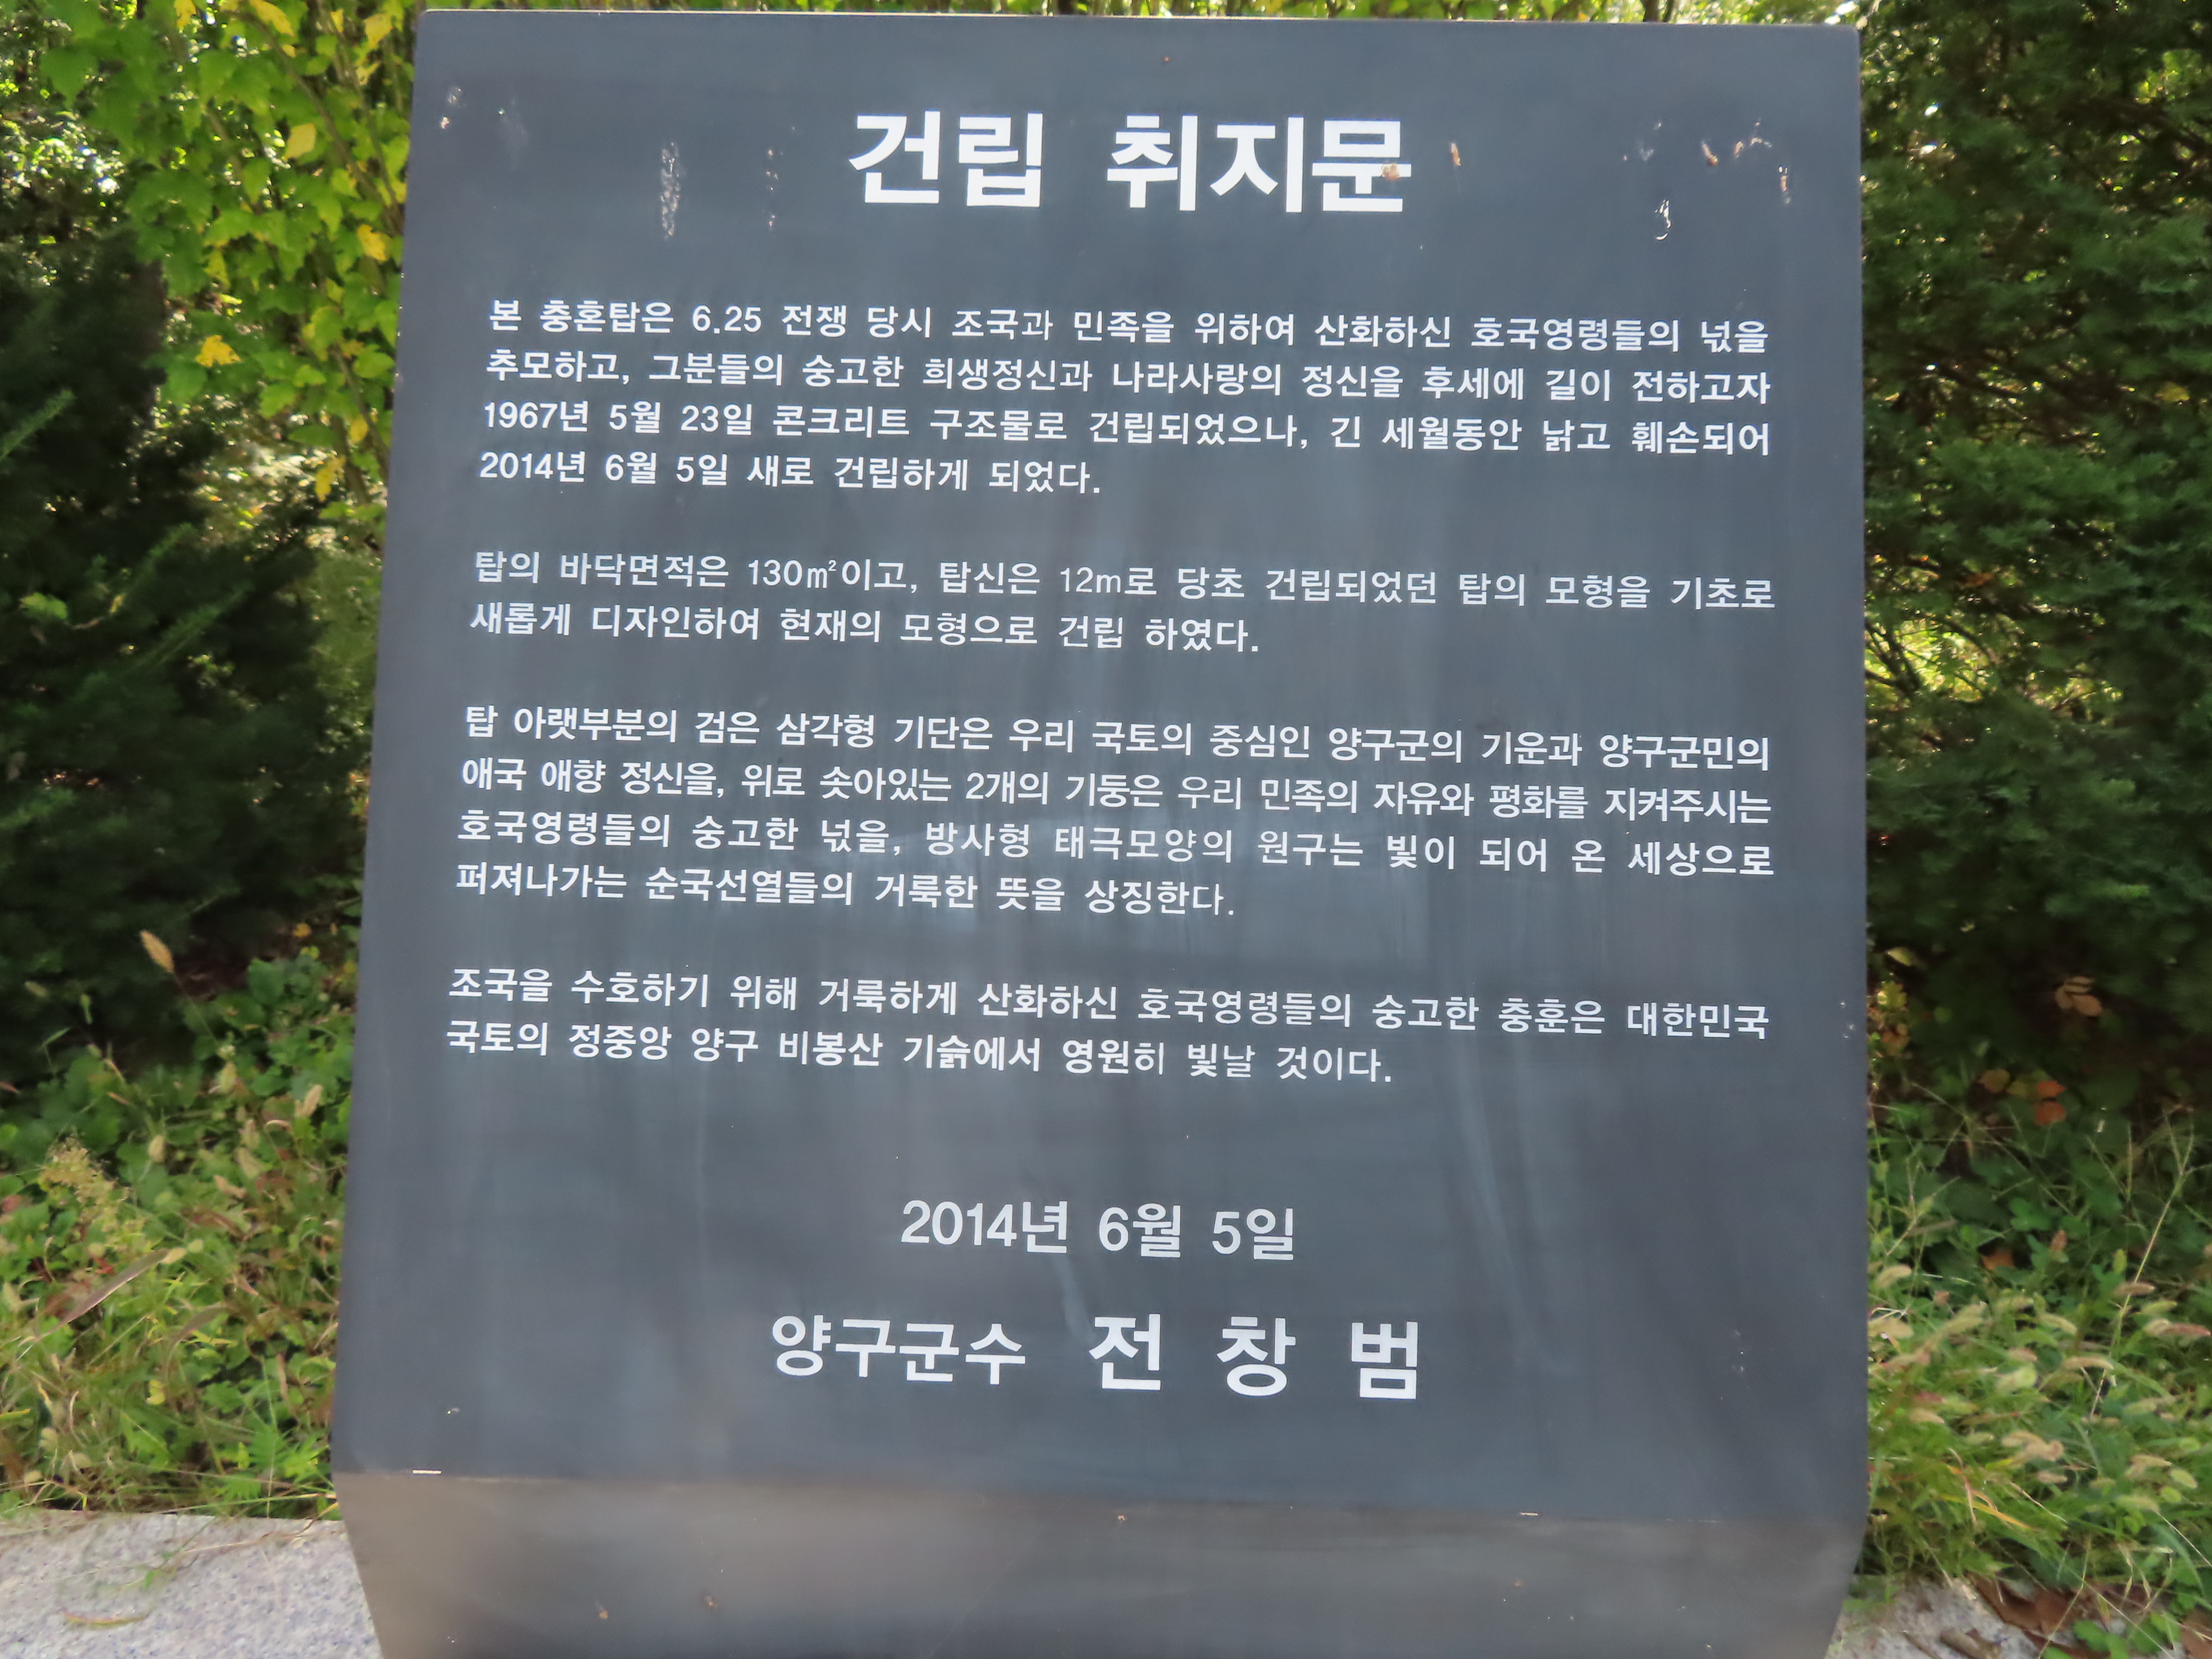 건립 취지문
본 충혼탑은 6.25 전쟁 당시 조국과 민족을 위하여 산화하신 호국영령들의 넋을
추모하고, 그분들의 숭고한 희생정신과 나라사랑의 정신을 후세에 길이 전하고자
1967년 5월 23일 콘크리트 구조물로 건립되었으나, 긴 세월동안 낡고 훼손되어
2014년 6월 5일 새로 건립하게 되었다.
탑의 바닥면적은 130㎡이고, 탑신은 12m로 당초 건립되었던 탑의 모형을 기초로
새롭게 디자인하여 현재의 모형으로 건립 하였다.
탑 아랫부분의 검은 삼각형 기단은 우리 국토의 중심인 양구군의 기운과 양구군민의
애국 애향 정신을, 위로 솟아있는 2개의 기둥은 우리 민족의 자유와 평화를 지켜주시는
호국영령들의 숭고한 넋을, 방사형 태극모양의 원구는 빛이 되어 온 세상으로
퍼져나가는 순국선열들의 거룩한 뜻을 상징한다.
조국을 수호하기 위해 거룩하게 산화하신 호국영령들의 숭고한 충훈은 대한민국
국토의 정중앙 양구 비봉산 기슭에서 영원히 빛날 것이다.
2014년 6월 5일
양구군수 전 창 범